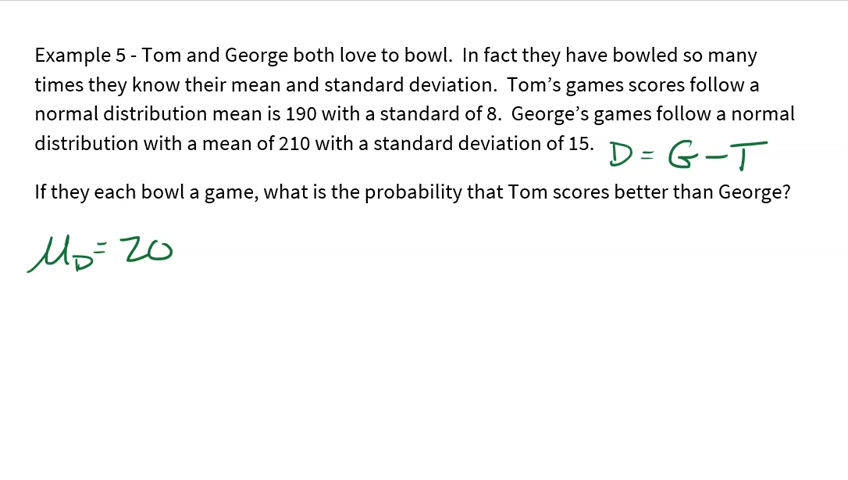 Example 5 - Tom and George both love to bowl. In fact they have bowled so many
times they know their mean and standard deviation. Tom's games scores follow a
normal distribution mean is 190 with a standard of 8. George's games follow a normal
distribution with a mean of 210 with a standard deviation of 15.
D = G - T
If they each bowl a game, what is the probability that Tom scores better than George?
μD = 20